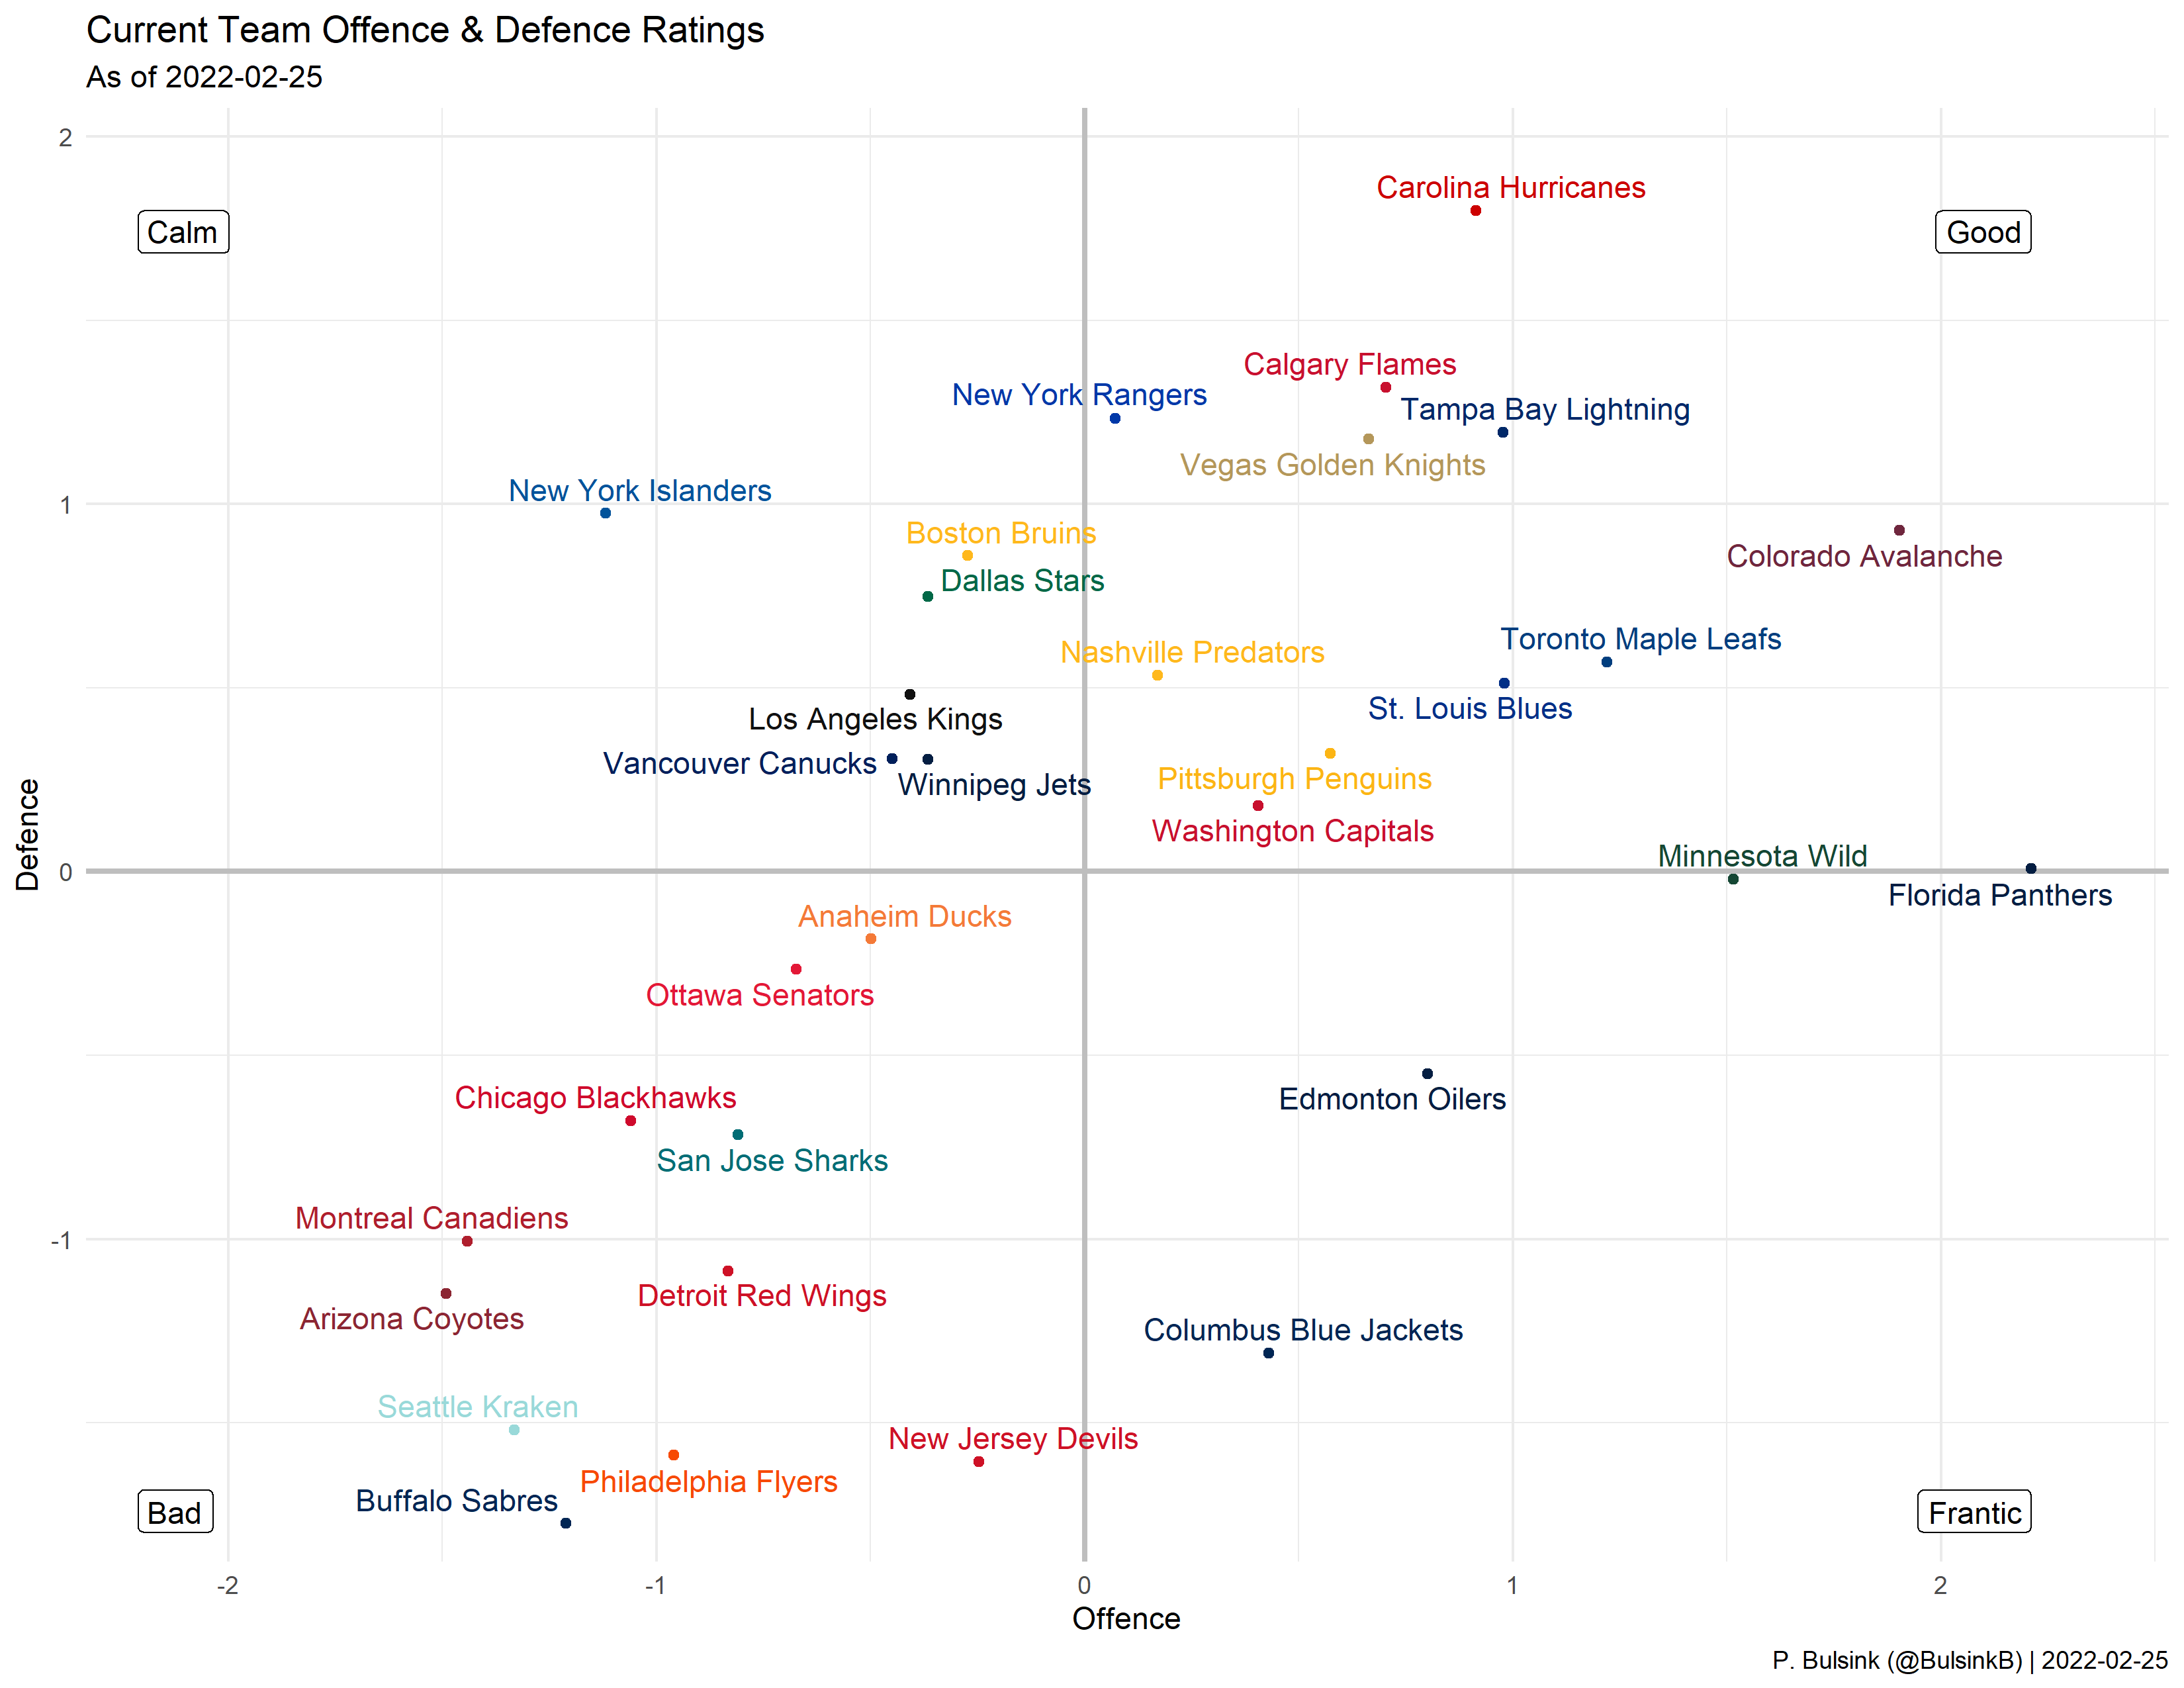 Current Team Offence & Defence Ratings
As of 2022-02-25
2
Carolina Hurricanes
Calm
Good
Calgary Flames
New York Rangers
Tampa Bay Lightning
Vegas Golden Knights
New York Islanders
1
Boston Bruins
Colorado Avalanche
Dallas Stars
Toronto Maple Leafs
Nashville Predators
St. Louis Blues
Los Angeles Kings
Vancouver Canucks
Winnipeg Jets
Pittsburgh Penguins
Washington Capitals
Defence
Minnesota Wild
0
Florida Panthers
Anaheim Ducks
Ottawa Senators
Chicago Blackhawks
Edmonton Oilers
San Jose Sharks
Montreal Canadiens
-1
Detroit Red Wings
Arizona Coyotes
Columbus Blue Jackets
Seattle Kraken
New Jersey Devils
Philadelphia Flyers
Buffalo Sabres
Bad
Frantic
-2 -1 0 1 2
Offence
P. Bulsink (@BulsinkB) | 2022-02-25